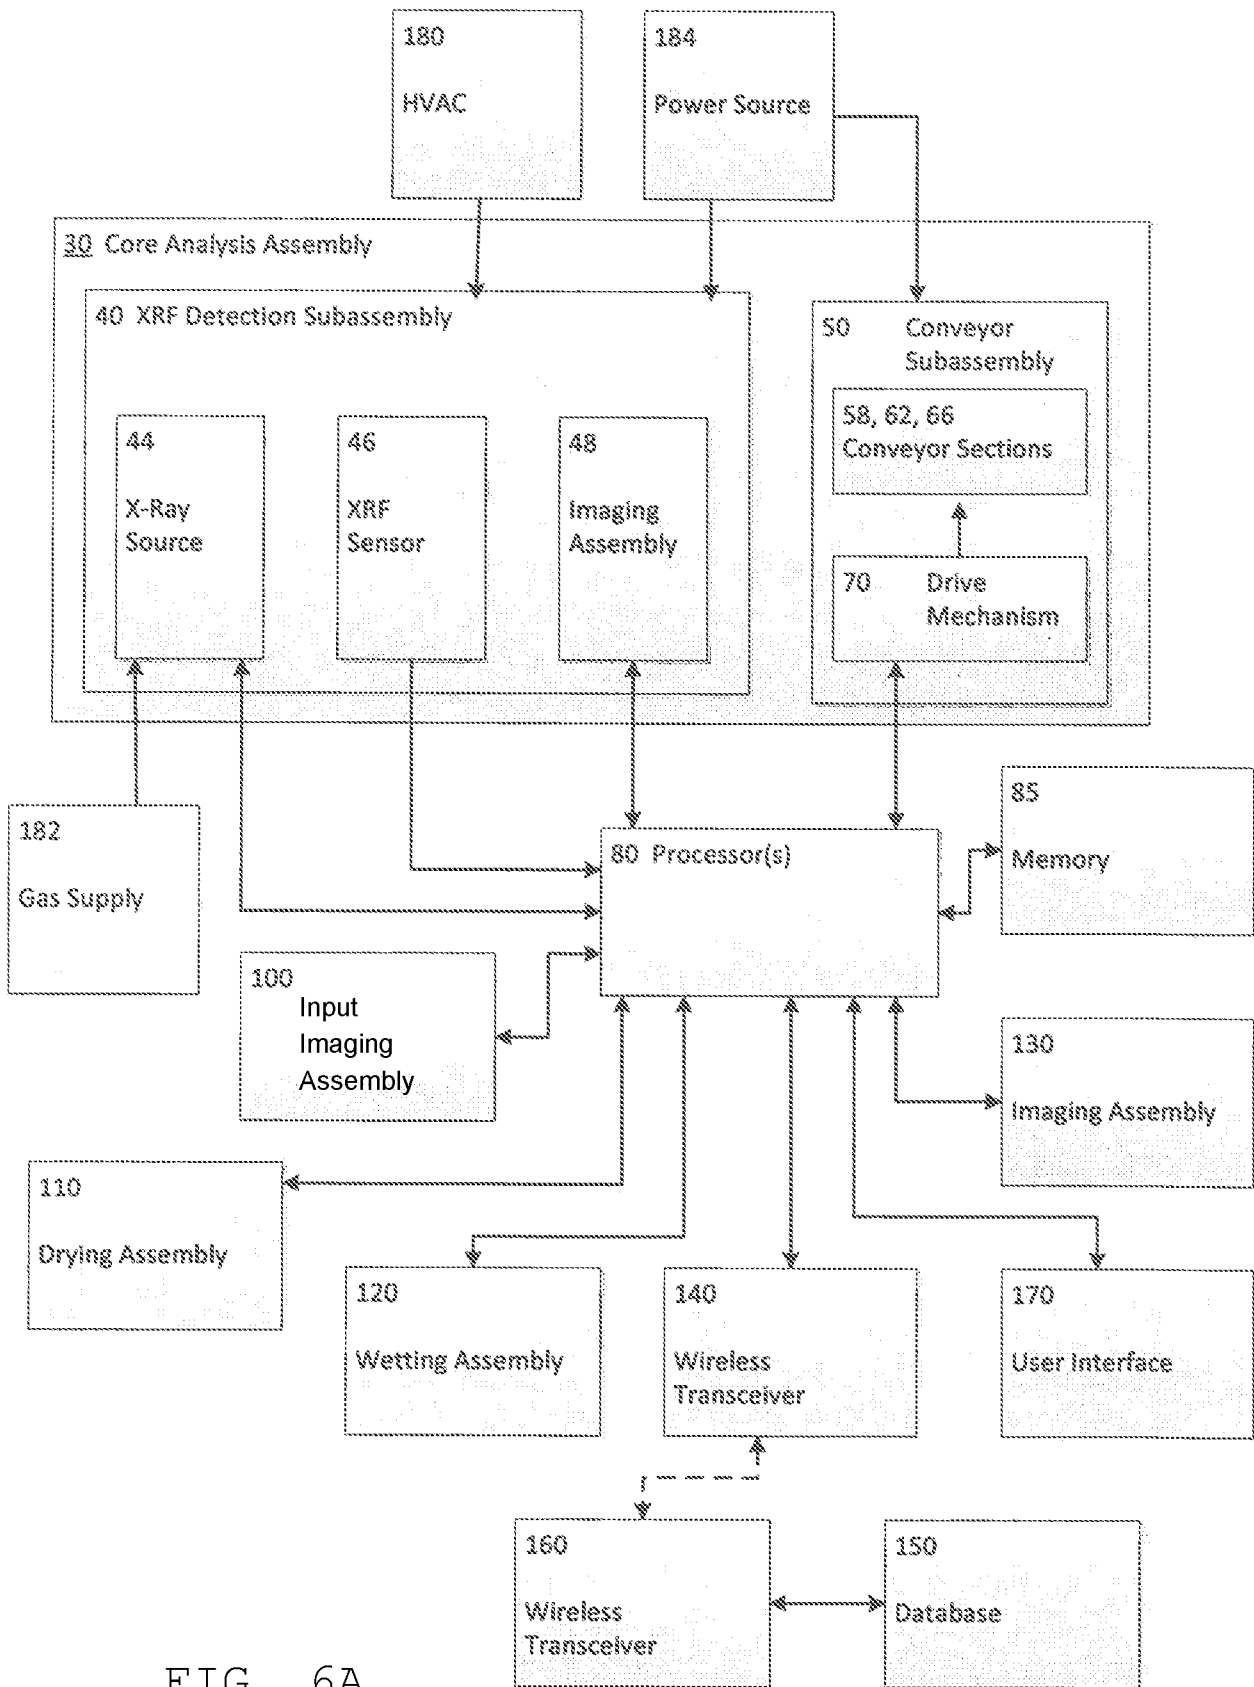 180
HVAC
184
Power Source
30 Core Analysis Assembly
40 XRF Detection Subassembly
44
X-Ray
Source
46
XRF
Sensor
48
Imaging
Assembly
50 Conveyor
Subassembly
58, 62, 66
Conveyor Sections
70 Drive
Mechanism
182
Gas Supply
80 Processor(s)
85
Memory
100
Input
Imaging
Assembly
130
Imaging Assembly
110
Drying Assembly
120
Wetting Assembly
140
Wireless
Transceiver
170
User Interface
160
Wireless
Transceiver
150
Database
FIG. 6A